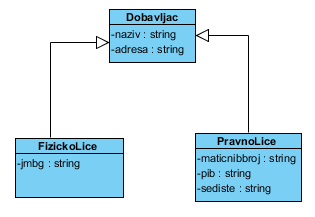 Dobavljac
-naziv : string
-adresa : string
FizickoLice
-jmbg : string
PravnoLice
-maticnibbroj : string
-pib : string
-sediste : string